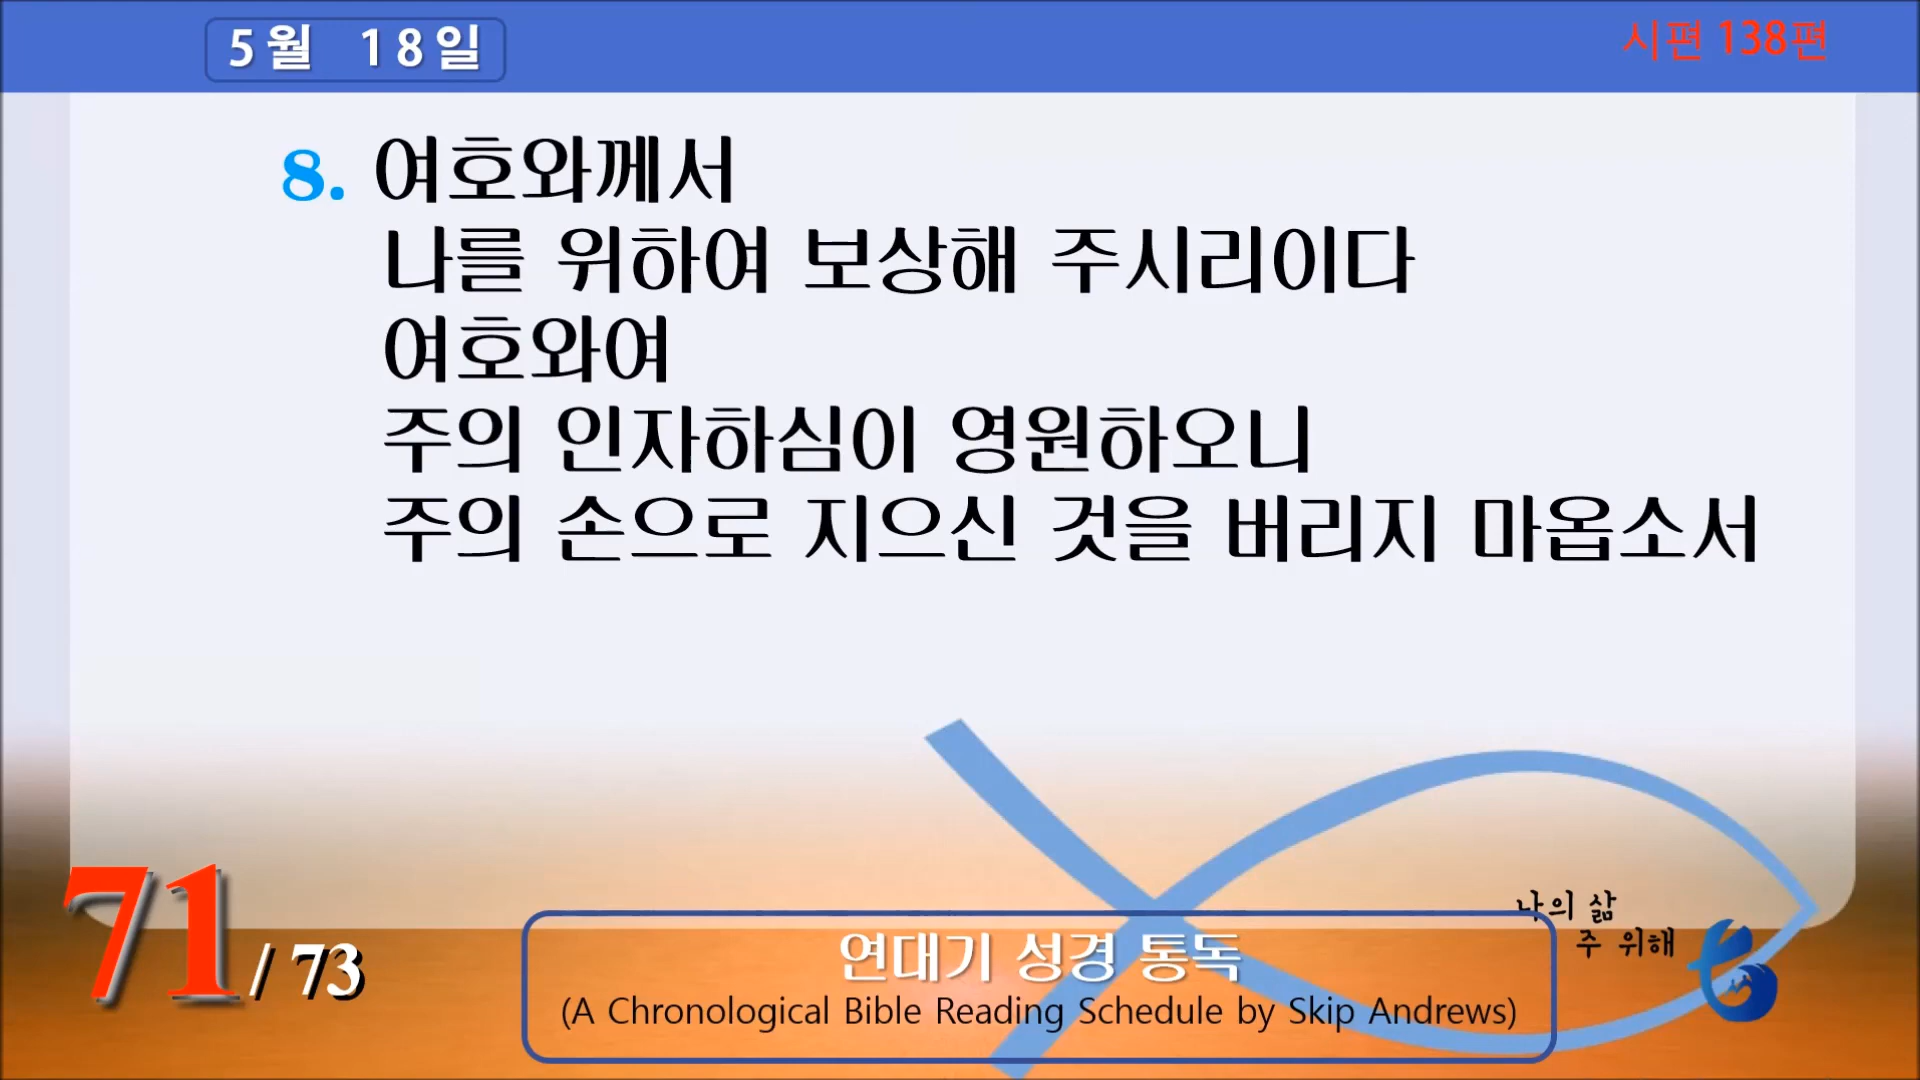 5월 18일
시편 138편
8. 여호와께서
나를 위하여 보상해 주시리이다
여호와여
주의 인자하심이 영원하오니
주의 손으로 지으신 것을 버리지 마옵소서
나의 삶
주 위해
71 / 73
연대기 성경 통독
(A Chronological Bible Reading Schedule by Skip Andrews)